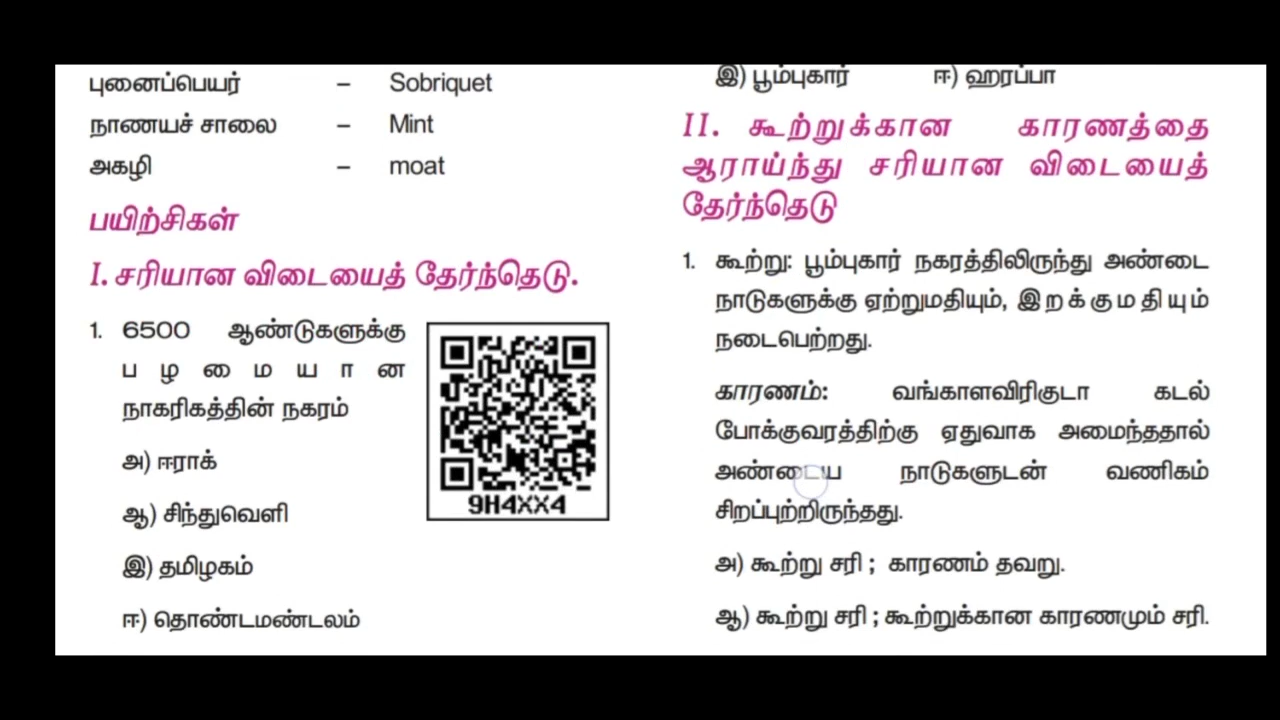 புனைப்பெயர் – Sobriquet
நாணயச் சாலை – Mint
அகழி – moat
பயிற்சிகள்
I. சரியான விடையைத் தேர்ந்தெடு.
1. 6500 ஆண்டுகளுக்கு
பழமையான
நாகரிகத்தின் நகரம்
அ) ஈராக்
ஆ) சிந்துவெளி
இ) தமிழகம்
ஈ) தொண்டமண்டலம்
9H4XX4
இ) பூம்புகார் ஈ) ஹரப்பா
II. கூற்றுக்கான காரணத்தை
ஆராய்ந்து சரியான விடையைத்
தேர்ந்தெடு
1. கூற்று: பூம்புகார் நகரத்திலிருந்து அண்டை
நாடுகளுக்கு ஏற்றுமதியும், இறக்குமதியும்
நடைபெற்றது.
காரணம்: வங்காளவிரிகுடா கடல்
போக்குவரத்திற்கு ஏதுவாக அமைந்ததால்
அண்டைய நாடுகளுடன் வணிகம்
சிறப்புற்றிருந்தது.
அ) கூற்று சரி ; காரணம் தவறு.
ஆ) கூற்று சரி ; கூற்றுக்கான காரணமும் சரி.